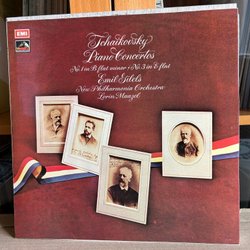 EMI
Tchaikovsky
Piano Concertos
No.1 in B flat minor · No.3 in E flat
Emil Gilels
New Philharmonia Orchestra
Lorin Maazel